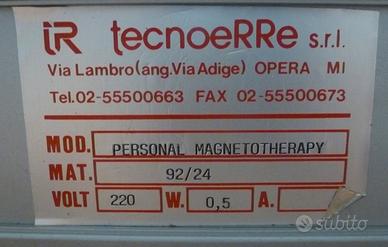 iR tecnoeRRe s.r.l.
Via Lambro(ang.Via Adige) OPERA MI
Tel.02-55500663 FAX 02-55500673
MOD. PERSONAL MAGNETOTHERAPY
MAT. 92/24
VOLT 220 W. 0,5 A.
subito